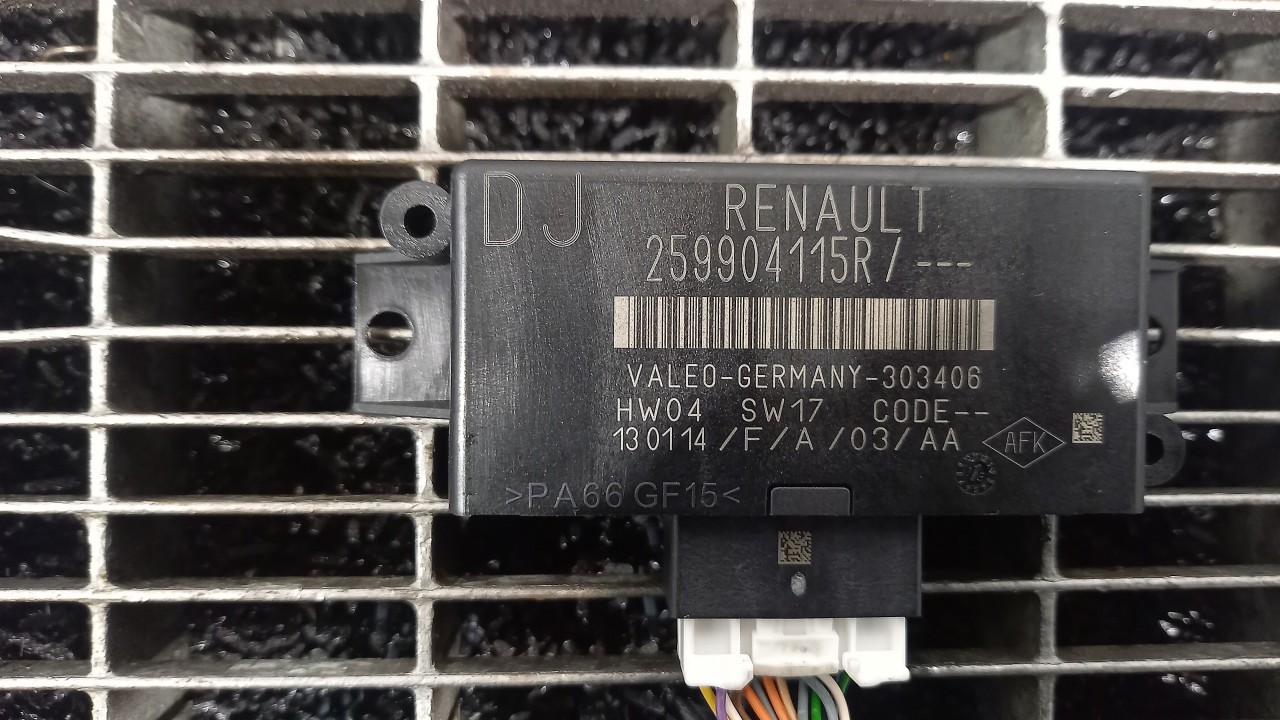 DJ RENAULT
259904115R/ ---
VALEO-GERMANY-303406
HW04 SW17 CODE--
130114/F/A/03/AA AFK
>PA66 GF15<